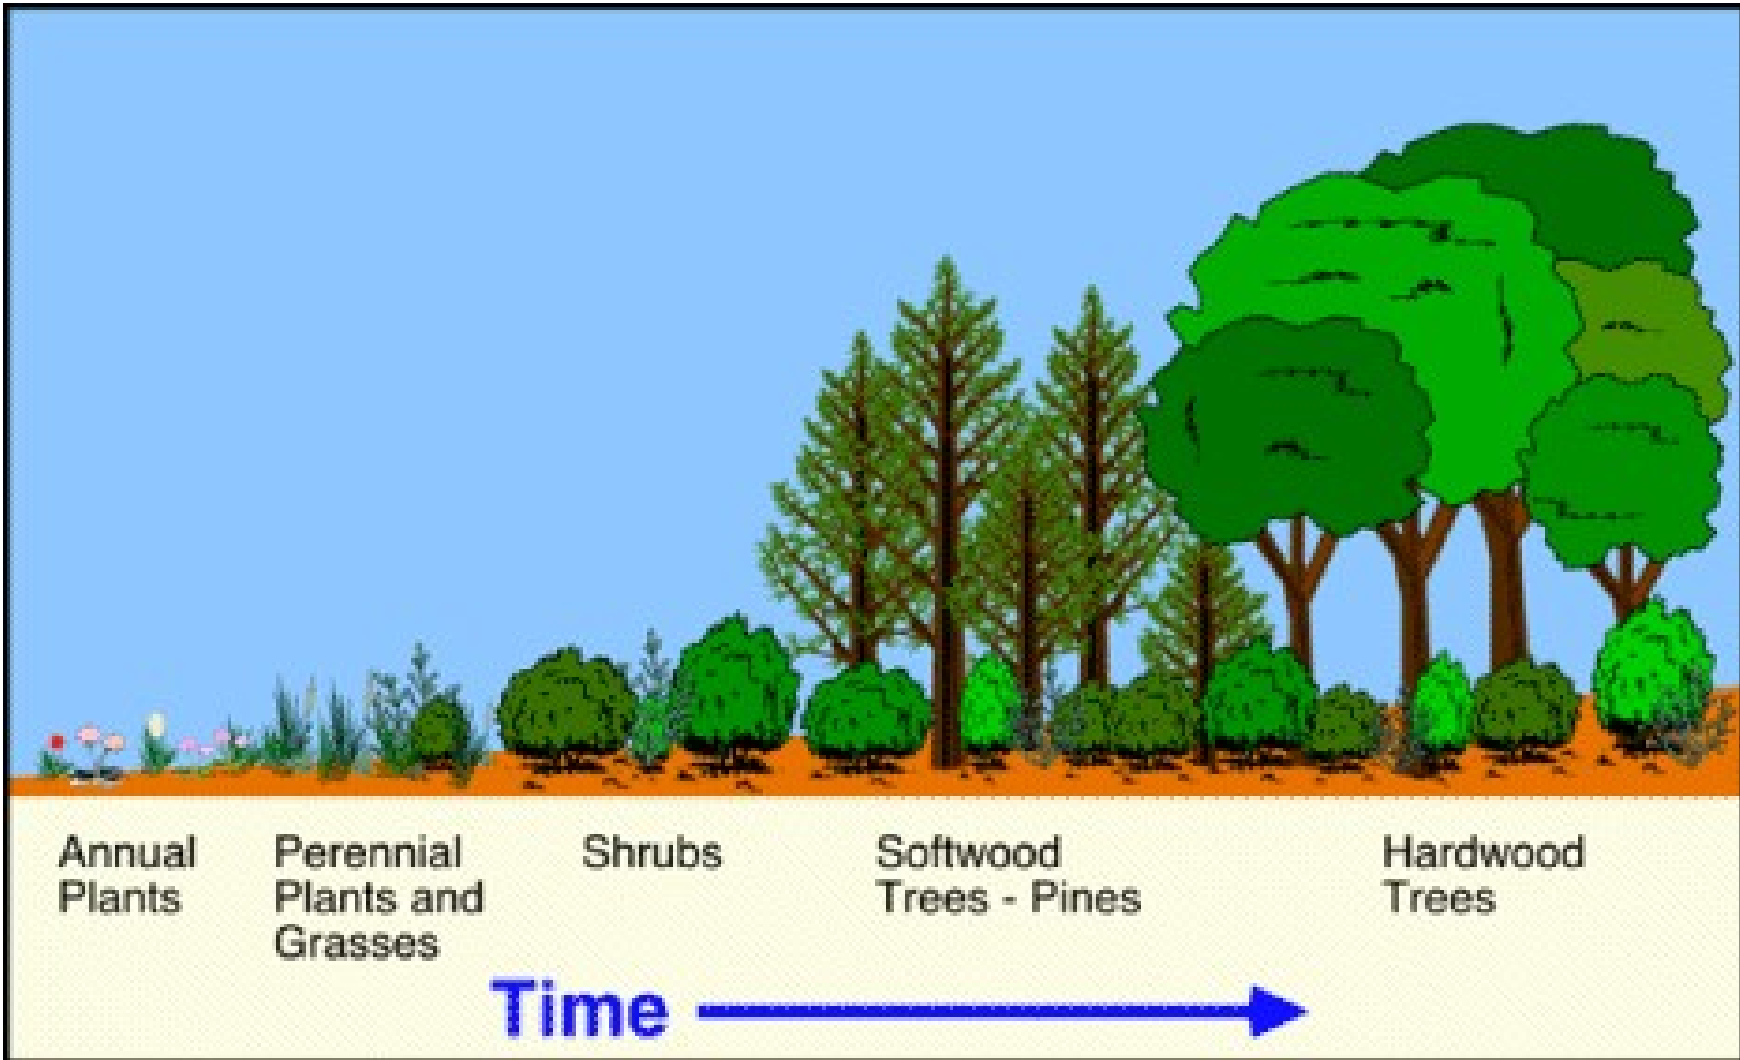 Annual
Plants
Perennial
Plants and
Grasses
Shrubs
Softwood
Trees - Pines
Hardwood
Trees
Time